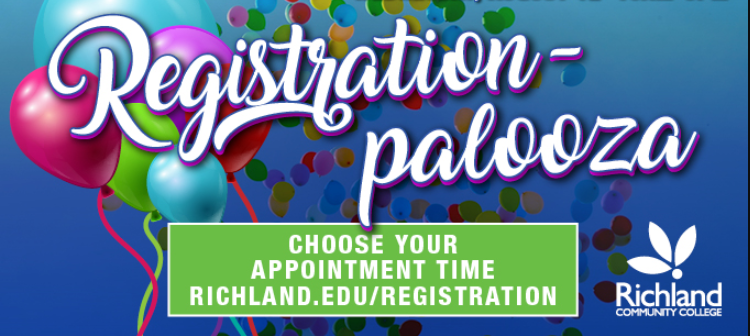 Registration-
palooza
CHOOSE YOUR
APPOINTMENT TIME
RICHLAND.EDU/REGISTRATION
Richland
COMMUNITY COLLEGE